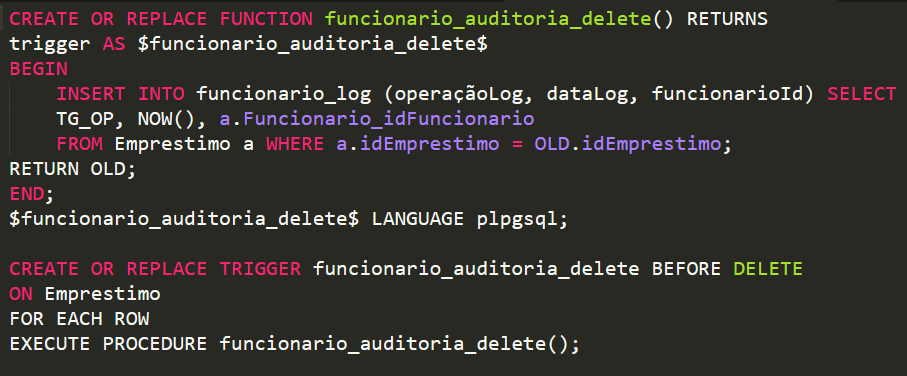 CREATE OR REPLACE FUNCTION funcionario_auditoria_delete() RETURNS
trigger AS $funcionario_auditoria_delete$
BEGIN
    INSERT INTO funcionario_log (operaçãoLog, dataLog, funcionarioId) SELECT
    TG_OP, NOW(), a.Funcionario_idFuncionario
    FROM Emprestimo a WHERE a.idEmprestimo = OLD.idEmprestimo;
RETURN OLD;
END;
$funcionario_auditoria_delete$ LANGUAGE plpgsql;

CREATE OR REPLACE TRIGGER funcionario_auditoria_delete BEFORE DELETE
ON Emprestimo
FOR EACH ROW
EXECUTE PROCEDURE funcionario_auditoria_delete();